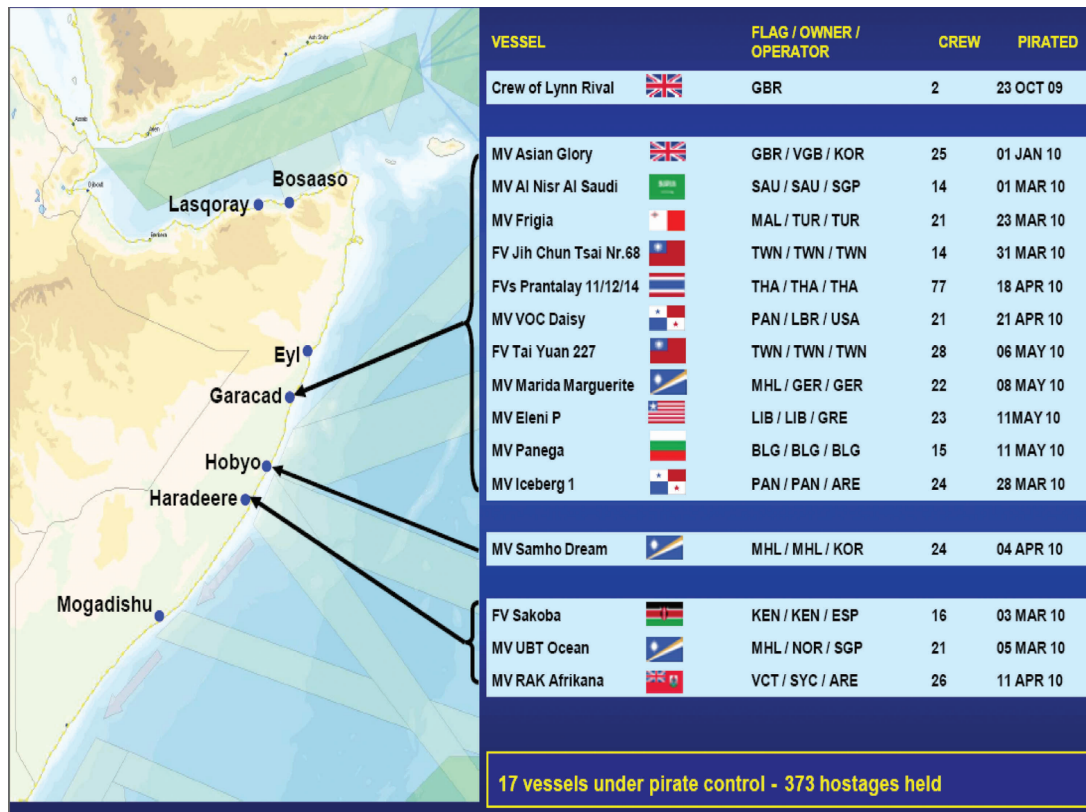 VESSEL FLAG / OWNER / OPERATOR CREW PIRATED
Crew of Lynn Rival GBR 2 23 OCT 09
MV Asian Glory GBR / VGB / KOR 25 01 JAN 10
MV Al Nisr Al Saudi SAU / SAU / SGP 14 01 MAR 10
MV Frigia MAL / TUR / TUR 21 23 MAR 10
FV Jih Chun Tsai Nr.68 TWN / TWN / TWN 14 31 MAR 10
FVs Prantalay 11/12/14 THA / THA / THA 77 18 APR 10
MV VOC Daisy PAN / LBR / USA 21 21 APR 10
FV Tai Yuan 227 TWN / TWN / TWN 28 06 MAY 10
MV Marida Marguerite MHL / GER / GER 22 08 MAY 10
MV Eleni P LIB / LIB / GRE 23 11MAY 10
MV Panega BLG / BLG / BLG 15 11 MAY 10
MV Iceberg 1 PAN / PAN / ARE 24 28 MAR 10
MV Samho Dream MHL / MHL / KOR 24 04 APR 10
FV Sakoba KEN / KEN / ESP 16 03 MAR 10
MV UBT Ocean MHL / NOR / SGP 21 05 MAR 10
MV RAK Afrikana VCT / SYC / ARE 26 11 APR 10
17 vessels under pirate control - 373 hostages held
Bosaaso
Lasqoray
Eyl
Garacad
Hobyo
Haradeere
Mogadishu